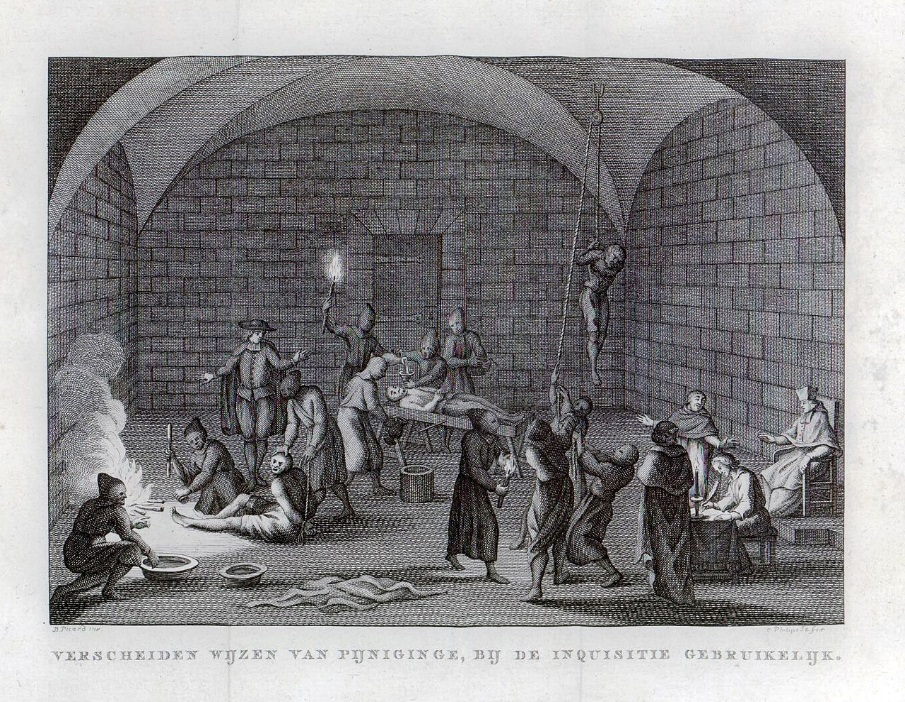 VERSCHEIDEN WIJZEN VAN PIJNIGINGE, BIJ DE INQUISITIE GEBRUIKELIJK.